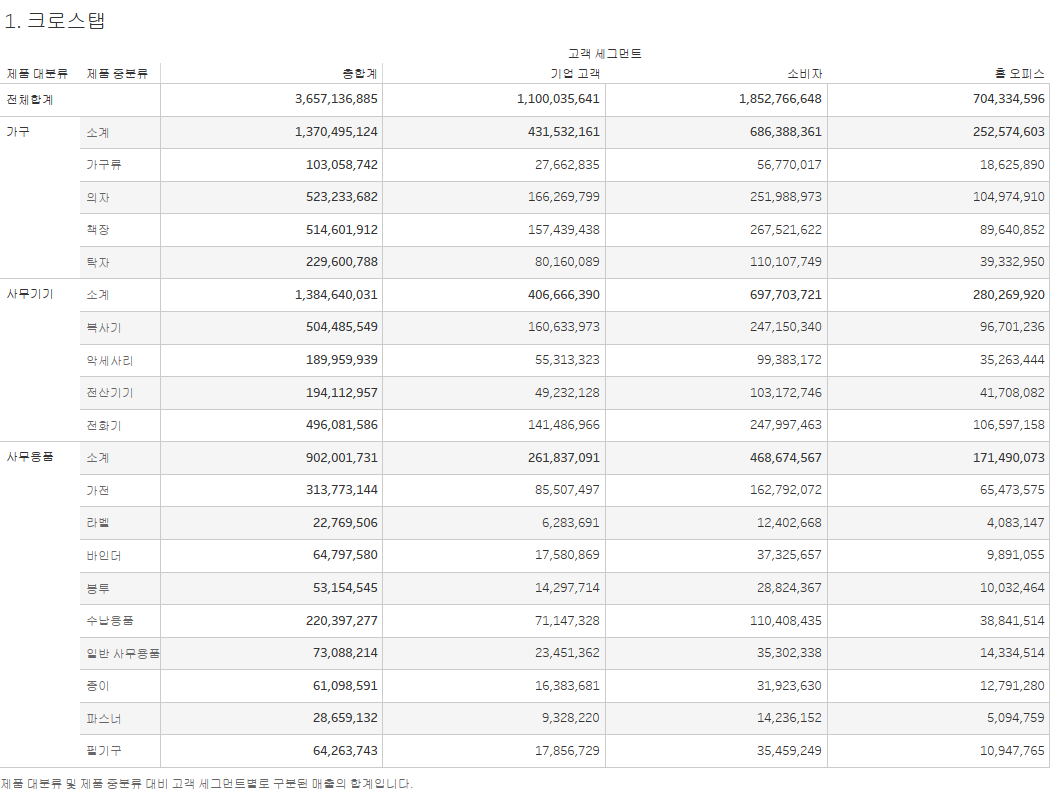 1. 크로스탭
고객 세그먼트
제품 대분류 제품 중분류 총합계 기업 고객 소비자 홈 오피스
전체합계 3,657,136,885 1,100,035,641 1,852,766,648 704,334,596
가구 소계 1,370,495,124 431,532,161 686,388,361 252,574,603
가구류 103,058,742 27,662,835 56,770,017 18,625,890
의자 523,233,682 166,269,799 251,988,973 104,974,910
책장 514,601,912 157,439,438 267,521,622 89,640,852
탁자 229,600,788 80,160,089 110,107,749 39,332,950
사무기기 소계 1,384,640,031 406,666,390 697,703,721 280,269,920
복사기 504,485,549 160,633,973 247,150,340 96,701,236
악세사리 189,959,939 55,313,323 99,383,172 35,263,444
전산기기 194,112,957 49,232,128 103,172,746 41,708,082
전화기 496,081,586 141,486,966 247,997,463 106,597,158
사무용품 소계 902,001,731 261,837,091 468,674,567 171,490,073
가전 313,773,144 85,507,497 162,792,072 65,473,575
라벨 22,769,506 6,283,691 12,402,668 4,083,147
바인더 64,797,580 17,580,869 37,325,657 9,891,055
봉투 53,154,545 14,297,714 28,824,367 10,032,464
수납용품 220,397,277 71,147,328 110,408,435 38,841,514
일반 사무용품 73,088,214 23,451,362 35,302,338 14,334,514
종이 61,098,591 16,383,681 31,923,630 12,791,280
파스너 28,659,132 9,328,220 14,236,152 5,094,759
필기구 64,263,743 17,856,729 35,459,249 10,947,765
제품 대분류 및 제품 중분류 대비 고객 세그먼트별로 구분된 매출의 합계입니다.